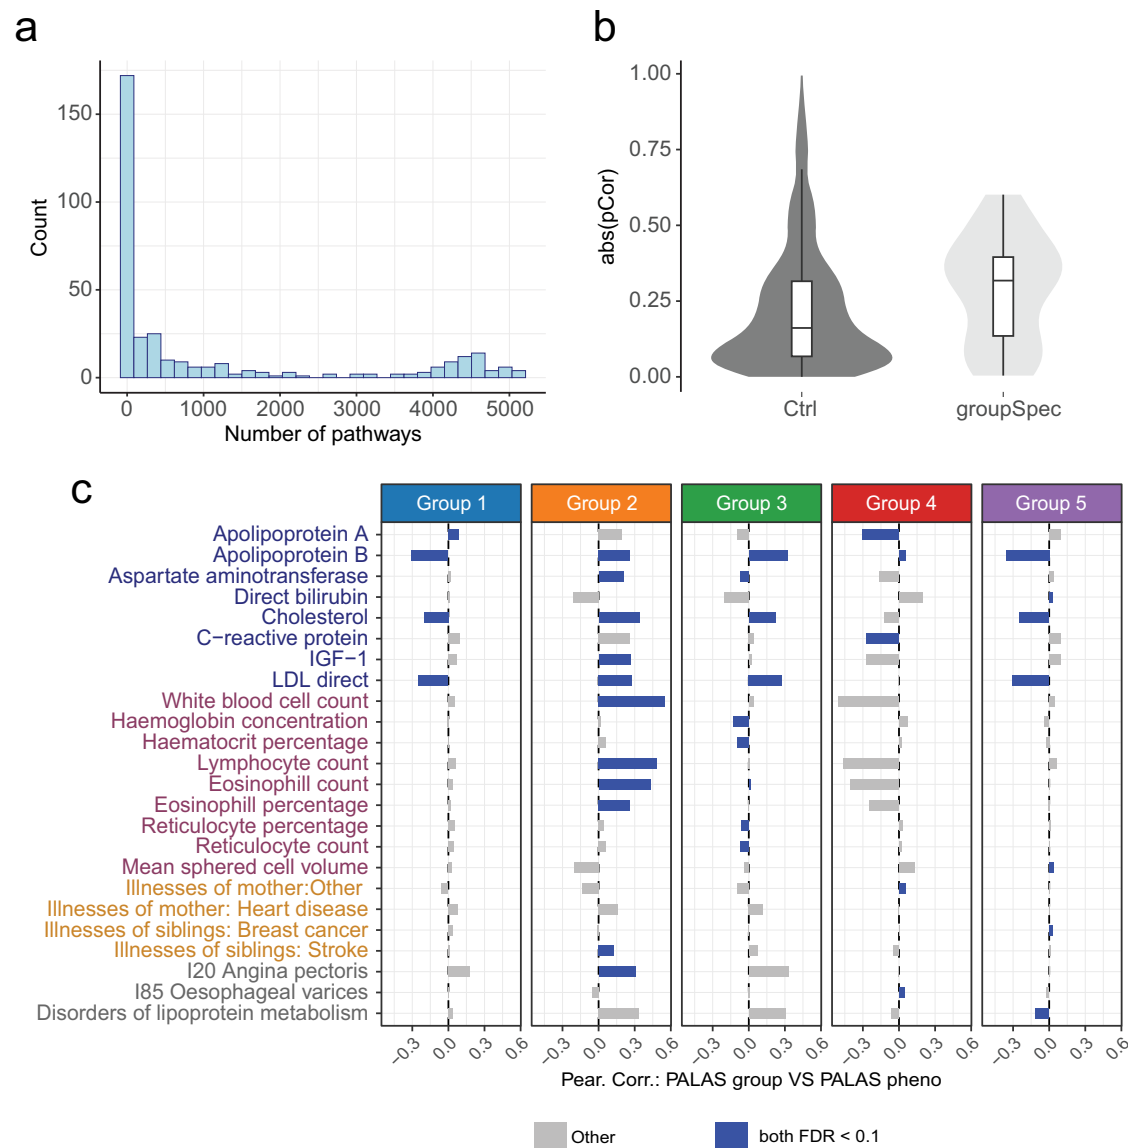 a
b
Count
150
100
50
0
0 1000 2000 3000 4000 5000
Number of pathways
abs(pCor)
1.00
0.75
0.50
0.25
0.00
Ctrl groupSpec
c
Group 1 Group 2 Group 3 Group 4 Group 5
Apolipoprotein A
Apolipoprotein B
Aspartate aminotransferase
Direct bilirubin
Cholesterol
C−reactive protein
IGF−1
LDL direct
White blood cell count
Haemoglobin concentration
Haematocrit percentage
Lymphocyte count
Eosinophill count
Eosinophill percentage
Reticulocyte percentage
Reticulocyte count
Mean sphered cell volume
Illnesses of mother:Other
Illnesses of mother: Heart disease
Illnesses of siblings: Breast cancer
Illnesses of siblings: Stroke
I20 Angina pectoris
I85 Oesophageal varices
Disorders of lipoprotein metabolism
−0.3 0.0 0.3 0.6 −0.3 0.0 0.3 0.6 −0.3 0.0 0.3 0.6 −0.3 0.0 0.3 0.6 −0.3 0.0 0.3 0.6
Pear. Corr.: PALAS group VS PALAS pheno
Other both FDR < 0.1